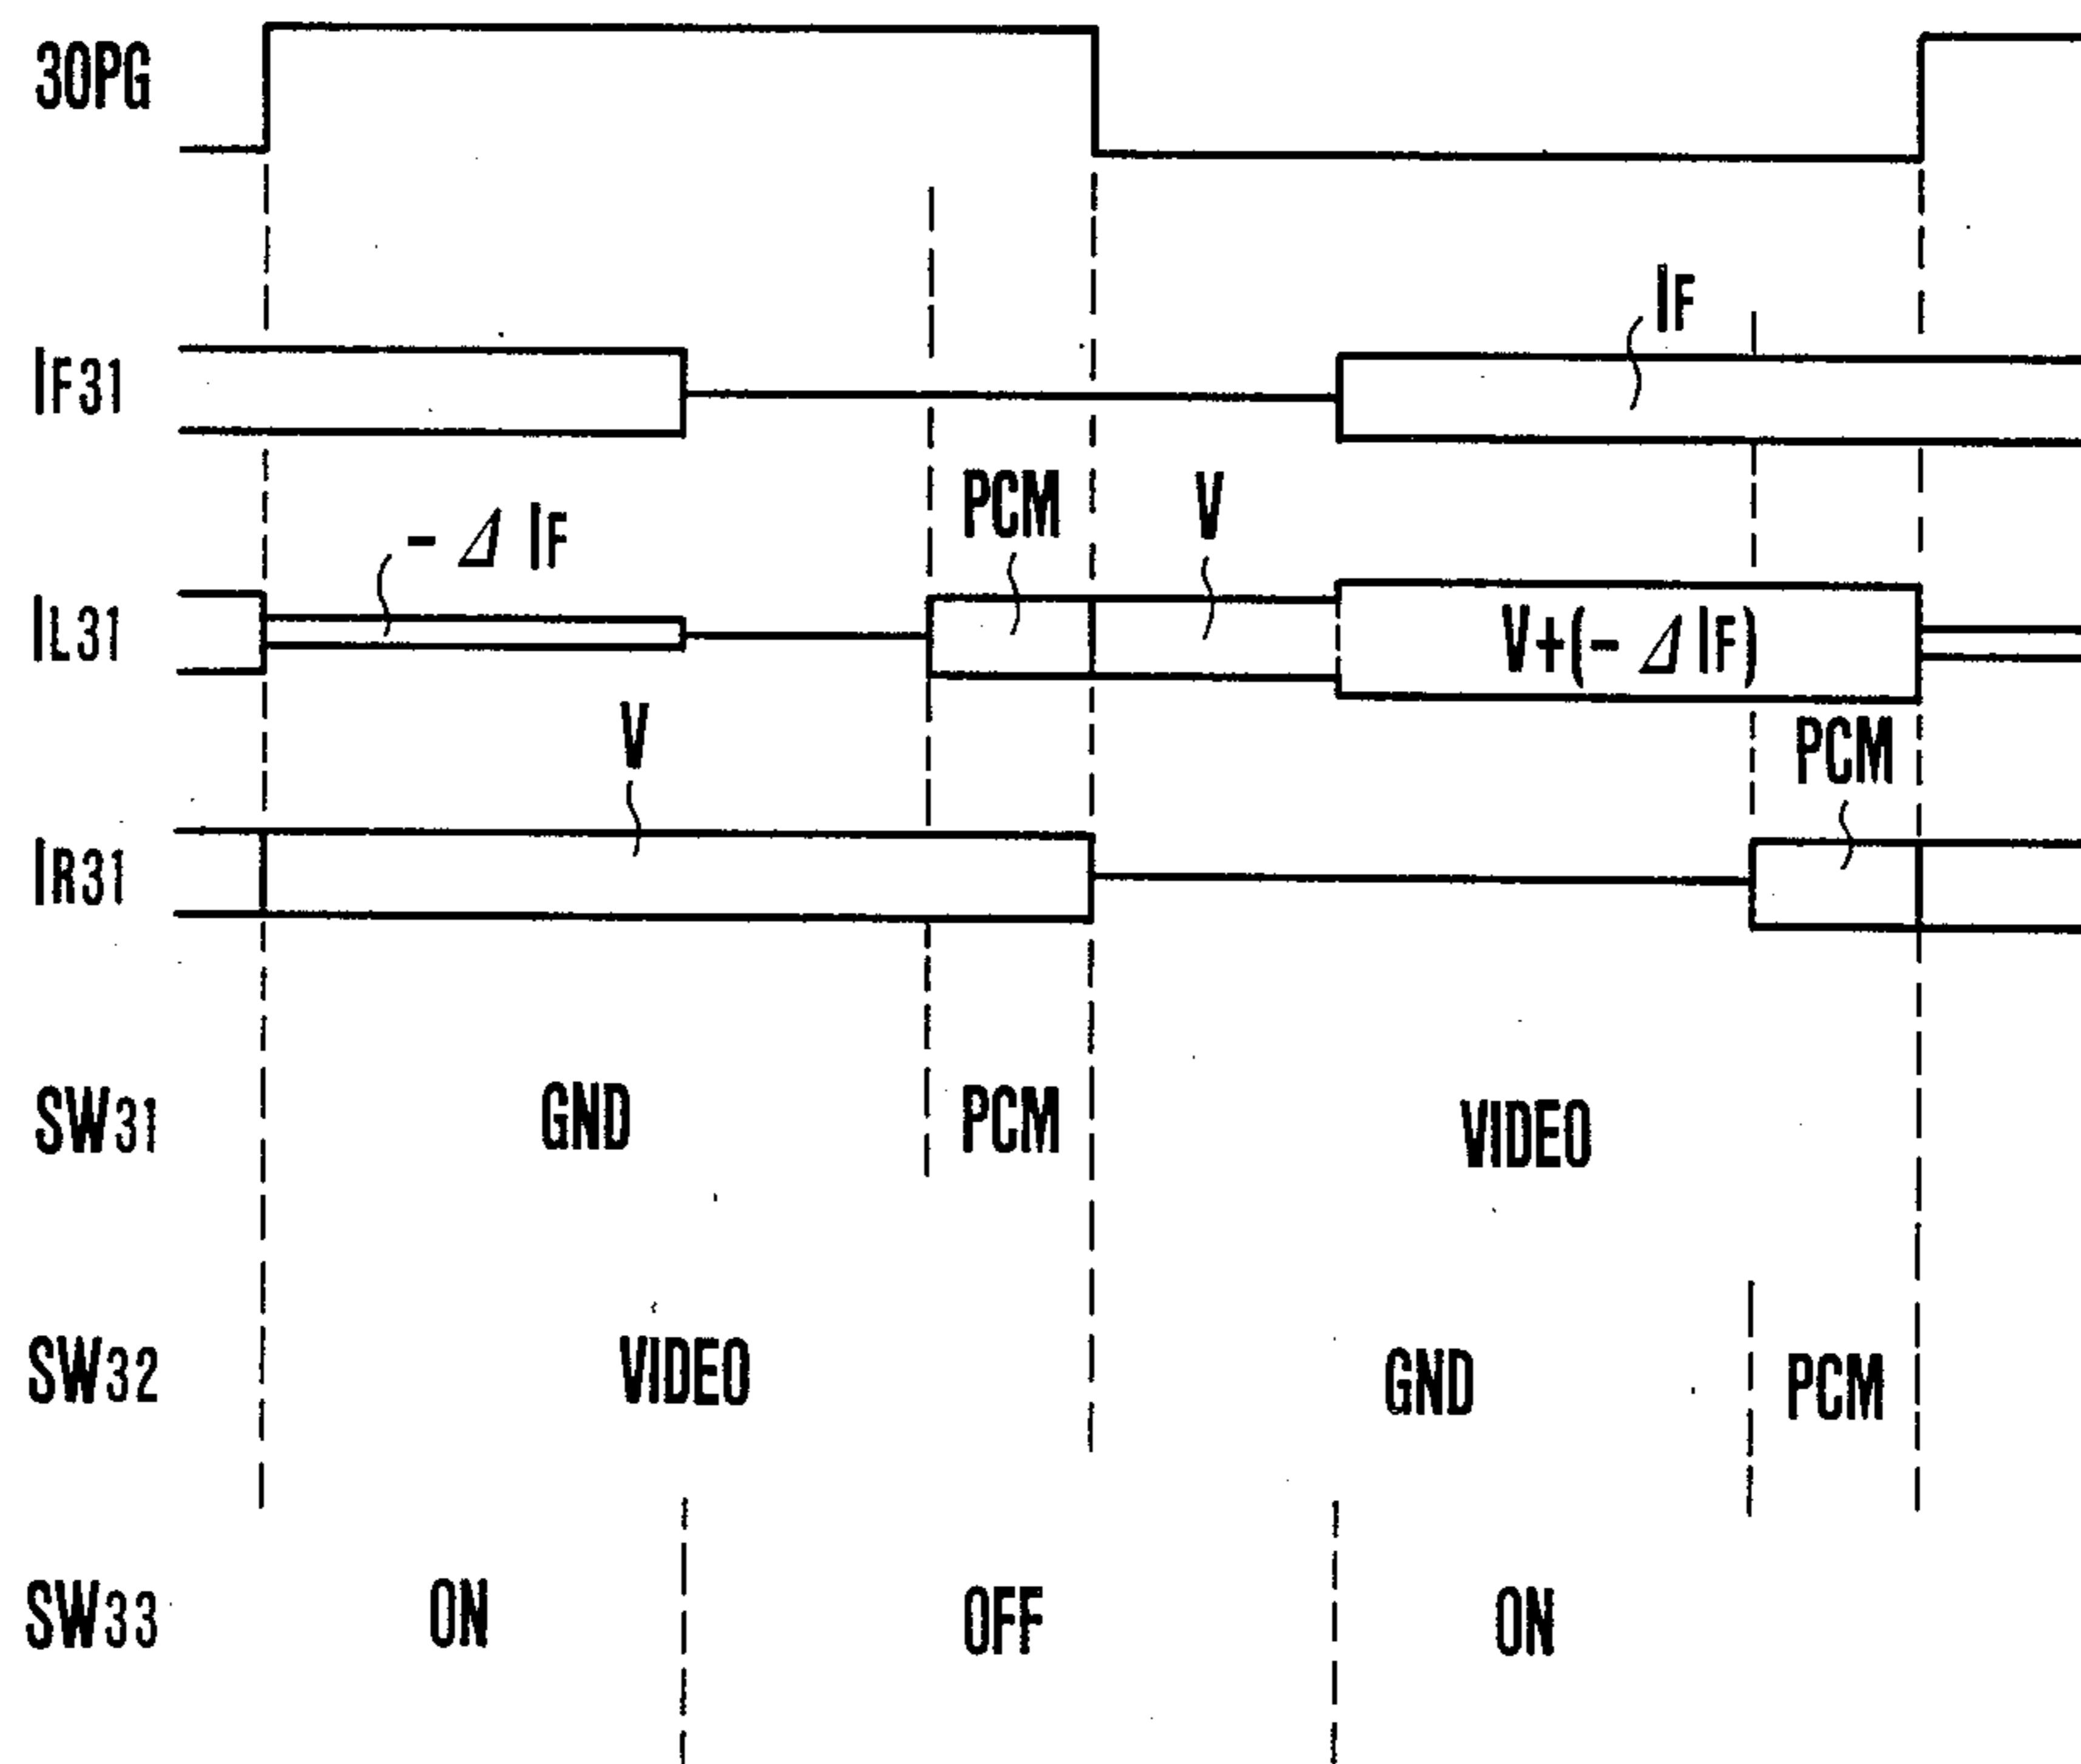 30PG
IF31
IF
IL31
- Δ IF
PCM
V
V+(- Δ IF)
IR31
V
PCM
SW31
GND
PCM
VIDEO
SW32
VIDEO
GND
PCM
SW33
ON
OFF
ON